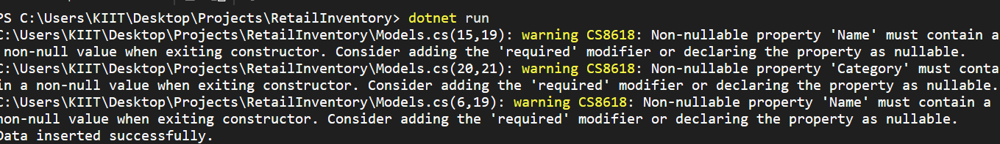 PS C:\Users\KIIT\Desktop\Projects\RetailInventory> dotnet run
C:\Users\KIIT\Desktop\Projects\RetailInventory\Models.cs(15,19): warning CS8618: Non-nullable property 'Name' must contain a
non-null value when exiting constructor. Consider adding the 'required' modifier or declaring the property as nullable.
C:\Users\KIIT\Desktop\Projects\RetailInventory\Models.cs(20,21): warning CS8618: Non-nullable property 'Category' must conta
in a non-null value when exiting constructor. Consider adding the 'required' modifier or declaring the property as nullable.
C:\Users\KIIT\Desktop\Projects\RetailInventory\Models.cs(6,19): warning CS8618: Non-nullable property 'Name' must contain a
non-null value when exiting constructor. Consider adding the 'required' modifier or declaring the property as nullable.
Data inserted successfully.